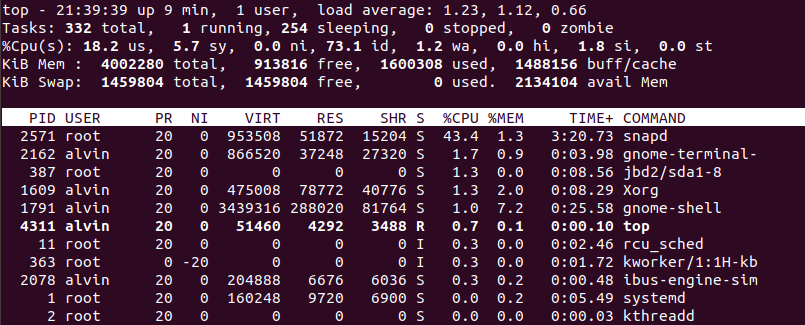 top - 21:39:39 up 9 min,  1 user,  load average: 1.23, 1.12, 0.66
Tasks: 332 total,   1 running, 254 sleeping,   0 stopped,   0 zombie
%Cpu(s): 18.2 us,  5.7 sy,  0.0 ni, 73.1 id,  1.2 wa,  0.0 hi,  1.8 si,  0.0 st
KiB Mem :  4002280 total,   913816 free,  1600308 used,  1488156 buff/cache
KiB Swap:  1459804 total,  1459804 free,        0 used.  2134104 avail Mem
  PID USER      PR  NI    VIRT    RES    SHR S  %CPU %MEM     TIME+ COMMAND
 2571 root      20   0  953508  51872  15204 S  43.4  1.3   3:20.73 snapd
 2162 alvin     20   0  866520  37248  27320 S   1.7  0.9   0:03.98 gnome-terminal-
  387 root      20   0       0      0      0 S   1.3  0.0   0:08.56 jbd2/sda1-8
 1609 alvin     20   0  475008  78772  40776 S   1.3  2.0   0:08.29 Xorg
 1791 alvin     20   0 3439316 288020  81764 S   1.0  7.2   0:25.58 gnome-shell
 4311 alvin     20   0   51460   4292   3488 R   0.7  0.1   0:00.10 top
   11 root      20   0       0      0      0 I   0.3  0.0   0:02.46 rcu_sched
  363 root       0 -20       0      0      0 I   0.3  0.0   0:01.72 kworker/1:1H-kb
 2078 alvin     20   0  204888   6676   6036 S   0.3  0.2   0:00.48 ibus-engine-sim
    1 root      20   0  160248   9720   6900 S   0.0  0.2   0:05.49 systemd
    2 root      20   0       0      0      0 S   0.0  0.0   0:00.03 kthreadd